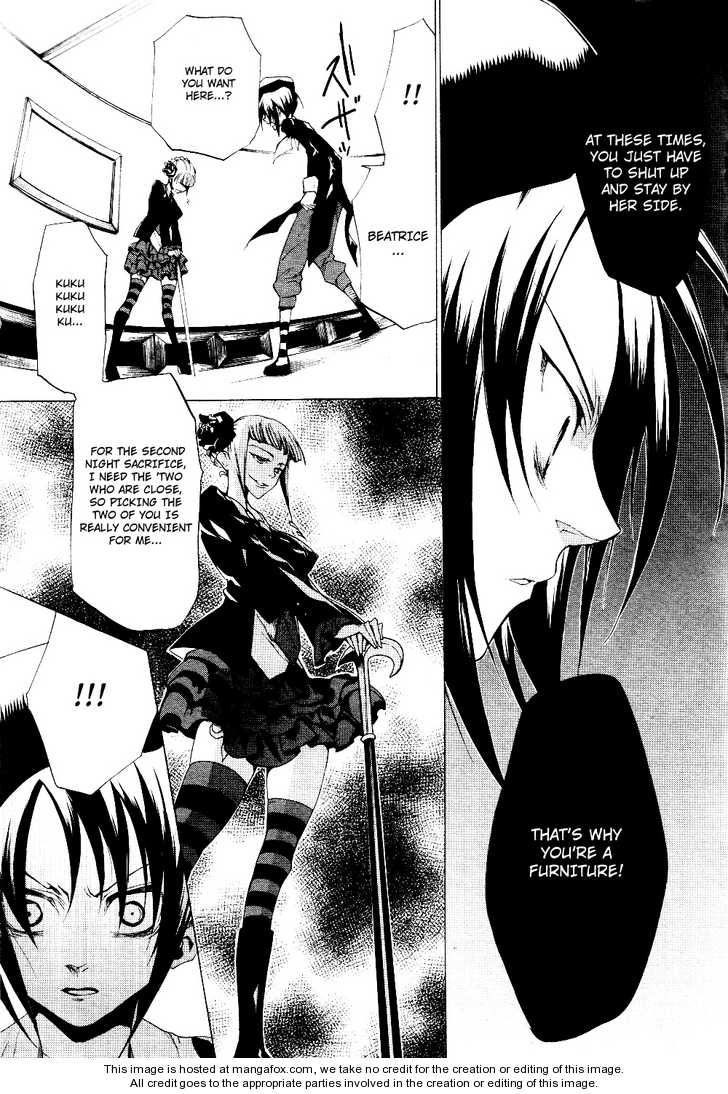 AT THESE TIMES,
YOU JUST HAVE
TO SHUT UP
AND STAY BY
HER SIDE.
THAT'S WHY
YOU'RE A
FURNITURE!
!!
ズザッ
BEATRICE
...
WHAT DO
YOU WANT
HERE...?
KUKU
KUKU
KUKU
KU...
FOR THE SECOND
NIGHT SACRIFICE,
I NEED THE 'TWO
WHO ARE CLOSE,
SO PICKING THE
TWO OF YOU IS
REALLY CONVENIENT
FOR ME...
!!!
This image is hosted at mangafox.com, we take no credit for the creation or editing of this image.
All credit goes to the appropriate parties involved in the creation or editing of this image.